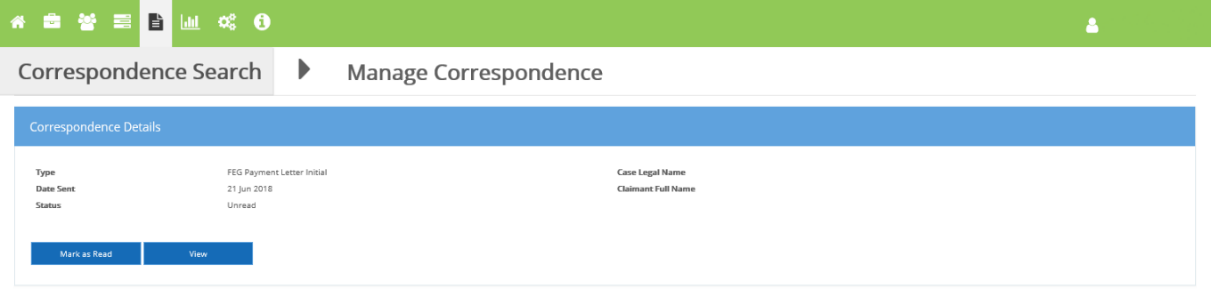 Correspondence Search Manage Correspondence
Correspondence Details
Type FEG Payment Letter Initial Case Legal Name
Date Sent 21 Jun 2018 Claimant Full Name
Status Unread
Mark as Read View